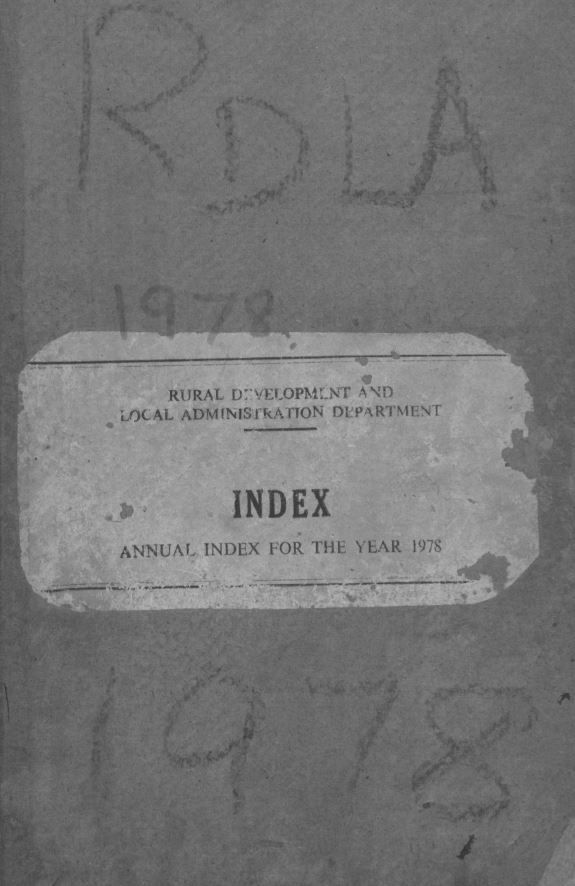 RDLA
1978.
RURAL DEVELOPMENT AND
LOCAL ADMINISTRATION DEPARTMENT
INDEX
ANNUAL INDEX FOR THE YEAR 1978
1978